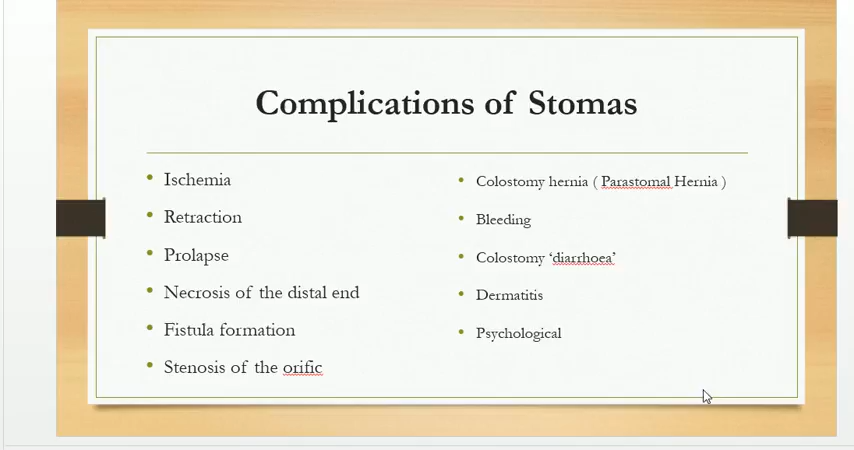 Complications of Stomas
• Ischemia
• Retraction
• Prolapse
• Necrosis of the distal end
• Fistula formation
• Stenosis of the orific
• Colostomy hernia ( Parastomal Hernia )
• Bleeding
• Colostomy ‘diarrhoea’
• Dermatitis
• Psychological